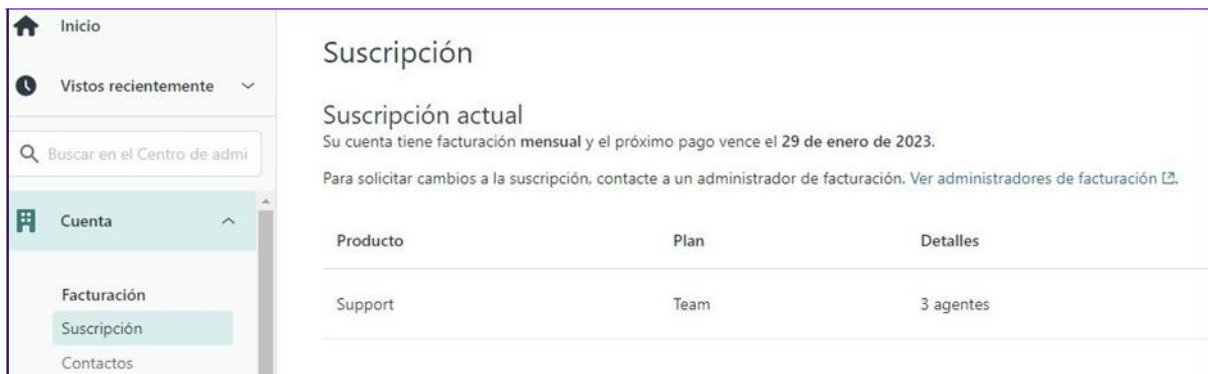 Inicio
Vistos recientemente
Buscar en el Centro de admi
Cuenta
Facturación
Suscripción
Contactos
Suscripción
Suscripción actual
Su cuenta tiene facturación mensual y el próximo pago vence el 29 de enero de 2023.
Para solicitar cambios a la suscripción, contacte a un administrador de facturación. Ver administradores de facturación.
Producto Plan Detalles
Support Team 3 agentes